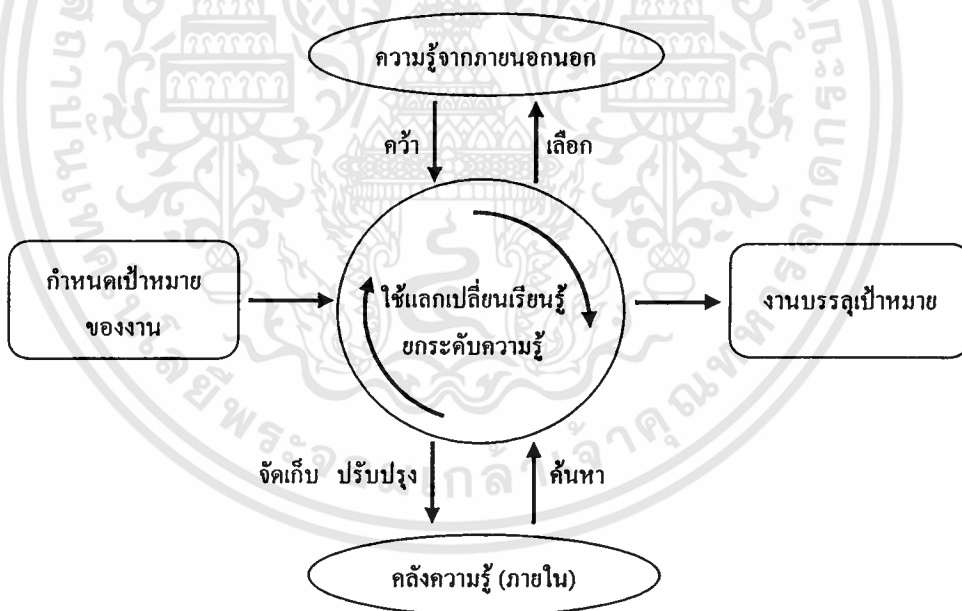 ความรู้จากภายนอกนอก
คว้า
เลือก
กำหนดเป้าหมาย
ของงาน
ใช้แลกเปลี่ยนเรียนรู้
ยกระดับความรู้
งานบรรลุเป้าหมาย
จัดเก็บ ปรับปรุง
ค้นหา
คลังความรู้ (ภายใน)